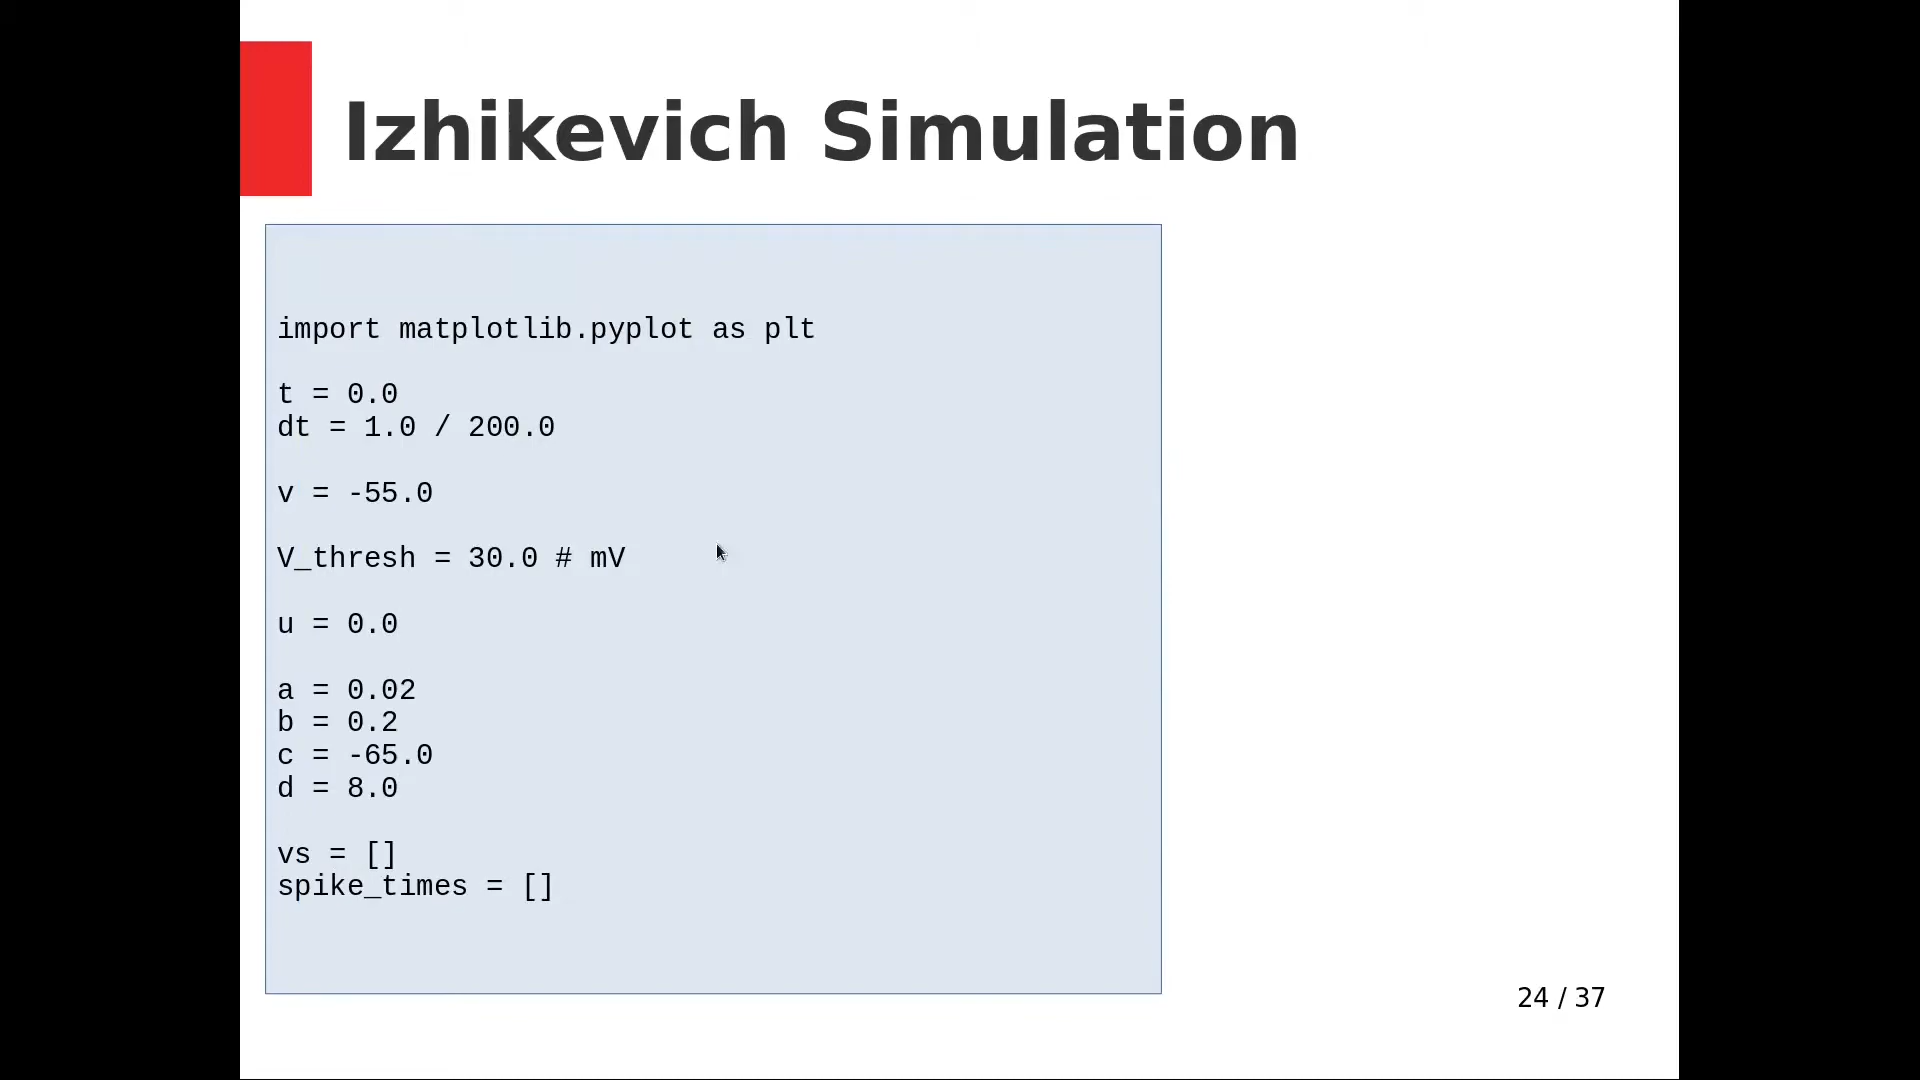 Izhikevich Simulation
import matplotlib.pyplot as plt
t = 0.0
dt = 1.0 / 200.0
v = -55.0
V_thresh = 30.0 # mV
u = 0.0
a = 0.02
b = 0.2
c = -65.0
d = 8.0
vs = []
spike_times = []
24 / 37